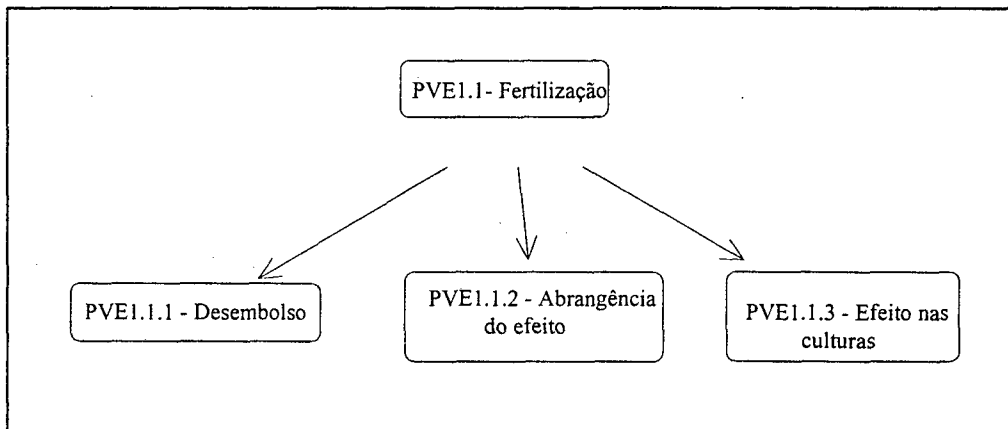 PVE1.1- Fertilização
PVE1.1.1 - Desembolso
PVE1.1.2 - Abrangência
do efeito
PVE1.1.3 - Efeito nas
culturas